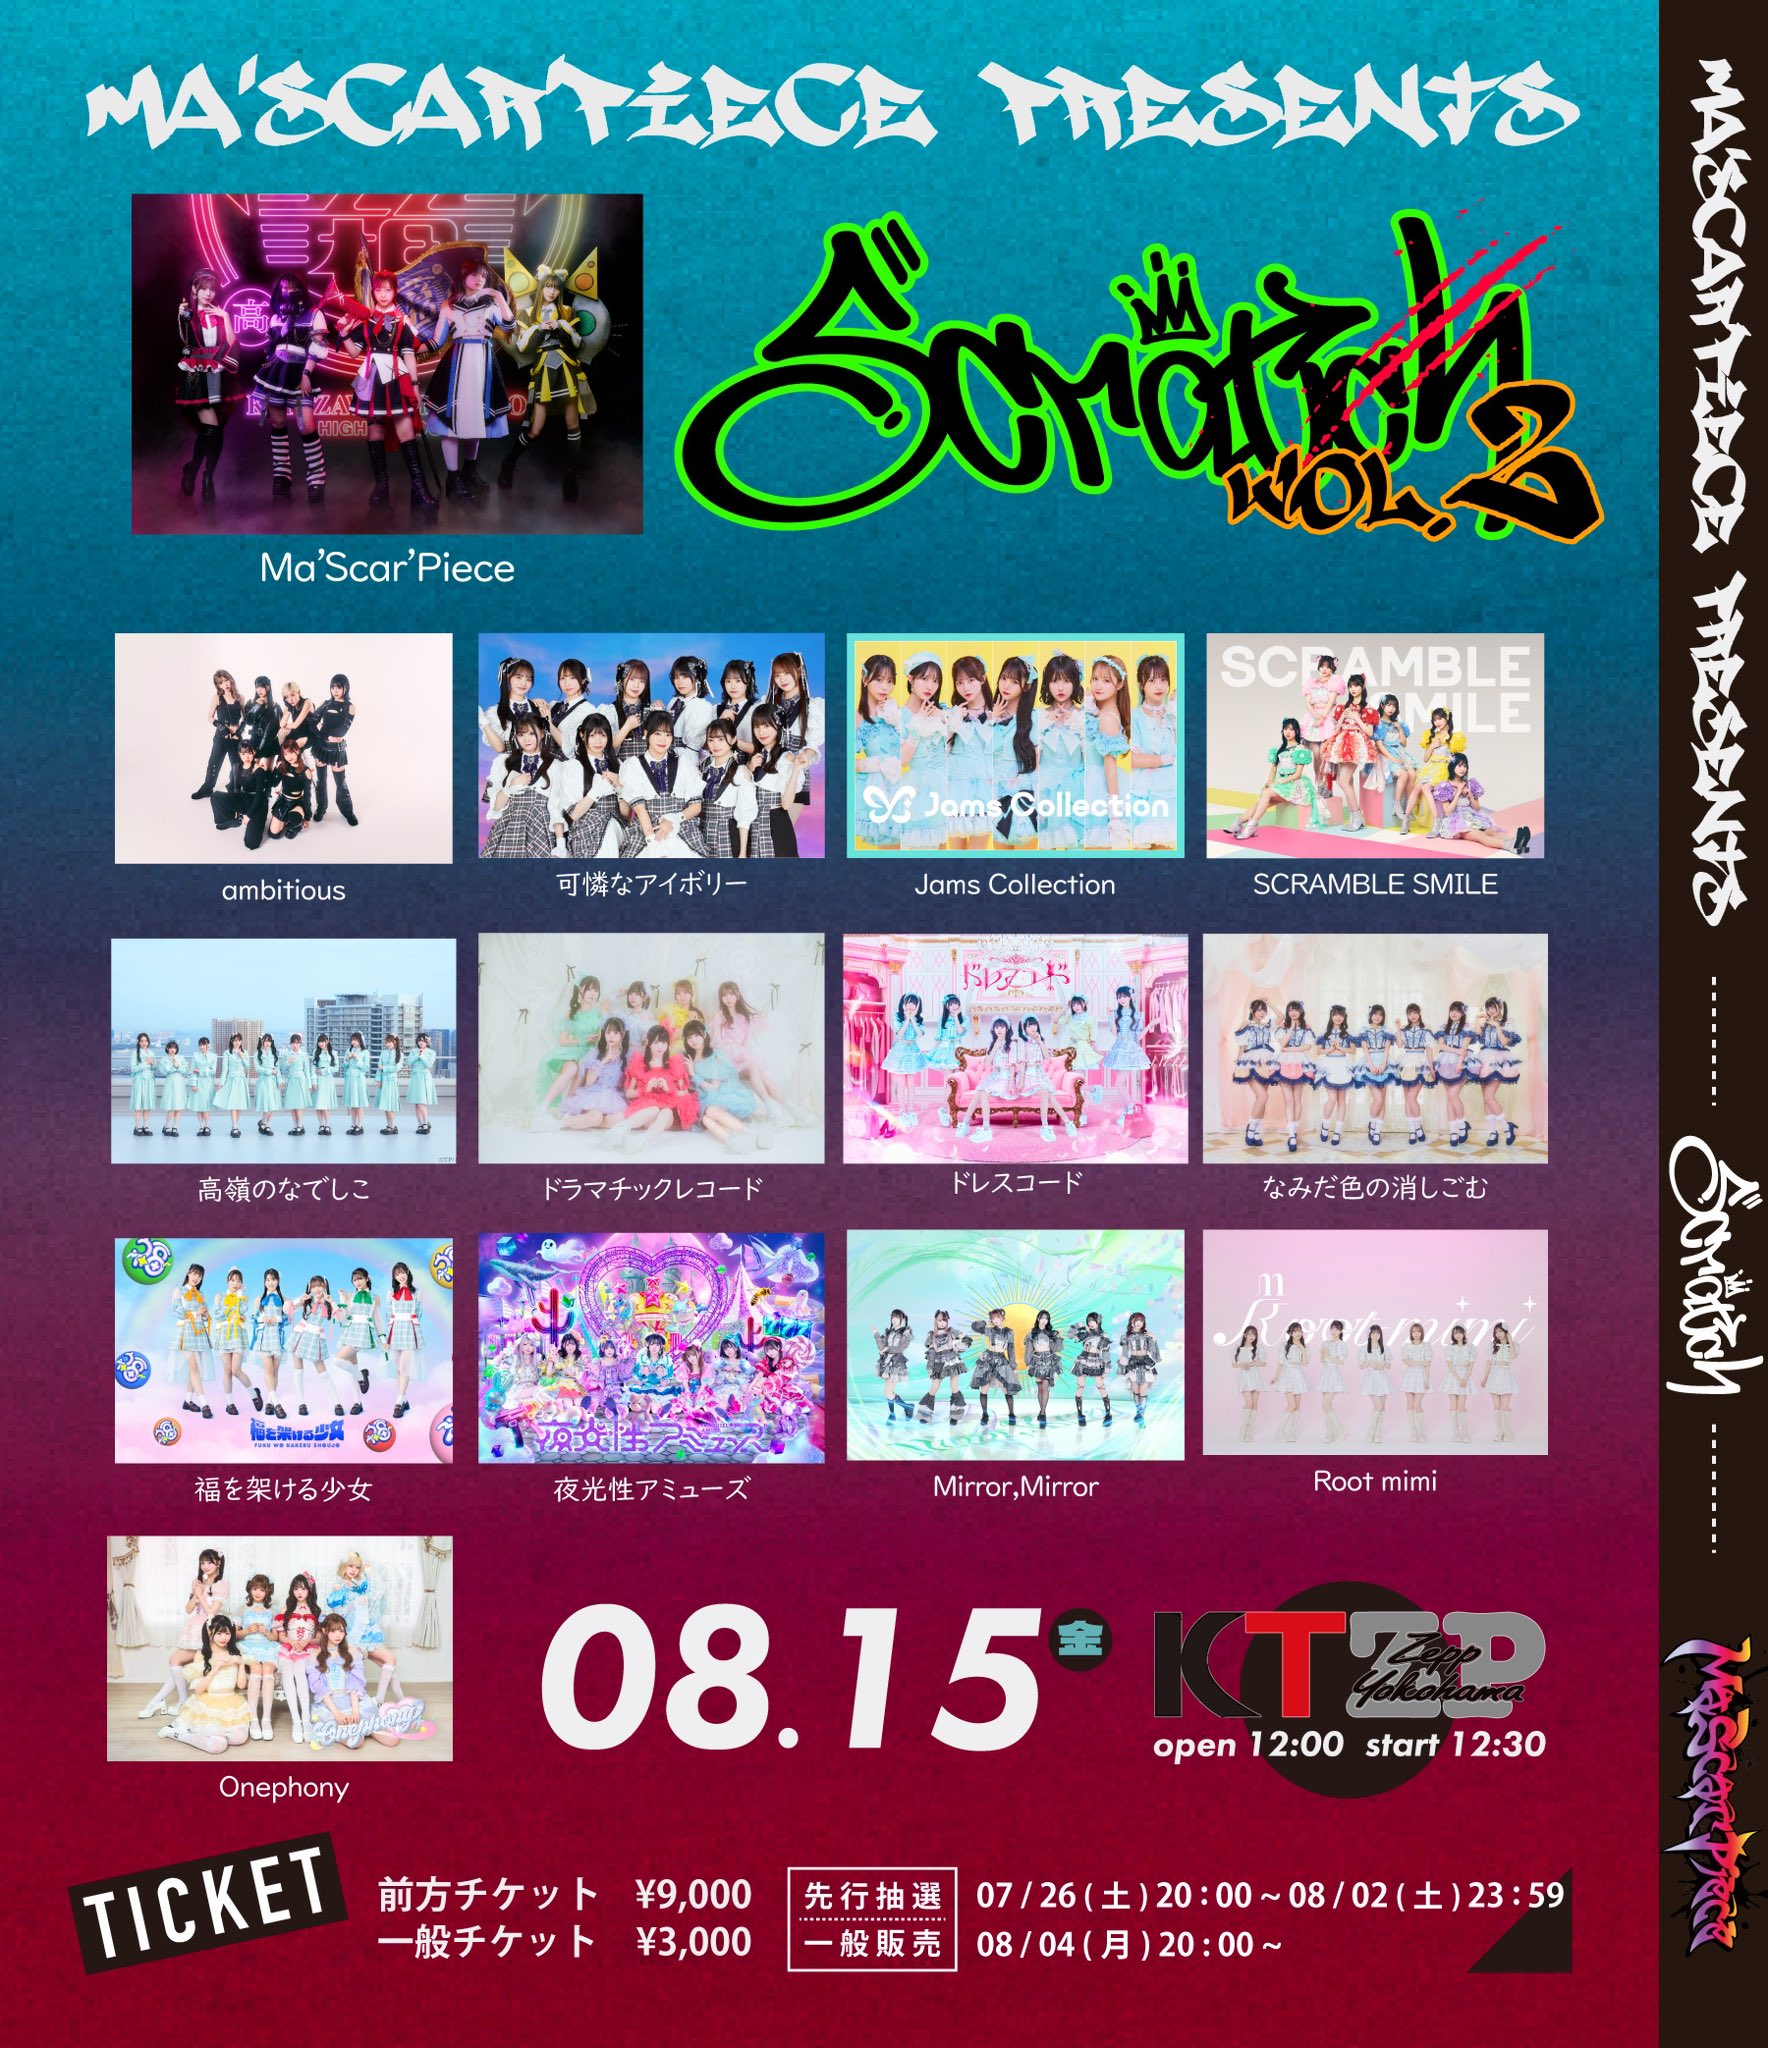 MA'SCAR'PiECE PRESENTS
Scratch
VOL.2
高
HIGH
Ma'Scar'Piece
Jams Collection
SCRAMBLE
SMILE
ambitious
可憐なアイボリー
Jams Collection
SCRAMBLE SMILE
ドレスコード
高嶺のなでしこ
ドラマチックレコード
ドレスコード
なみだ色の消しごむ
福を架ける少女
FUKU WO KAKERU SHOUJO
夜光性アミューズ
m
Root mimi
福を架ける少女
夜光性アミューズ
Mirror,Mirror
Root mimi
Onephony
Onephony
08.15 金
KT Zepp Yokohama
open 12:00 start 12:30
TICKET
前方チケット ¥9,000
一般チケット ¥3,000
先行抽選 07/26(土)20:00~08/02(土)23:59
一般販売 08/04(月)20:00~
MA'SCAR'PiECE PRESENTS
Scratch
Ma'Scar'Piece